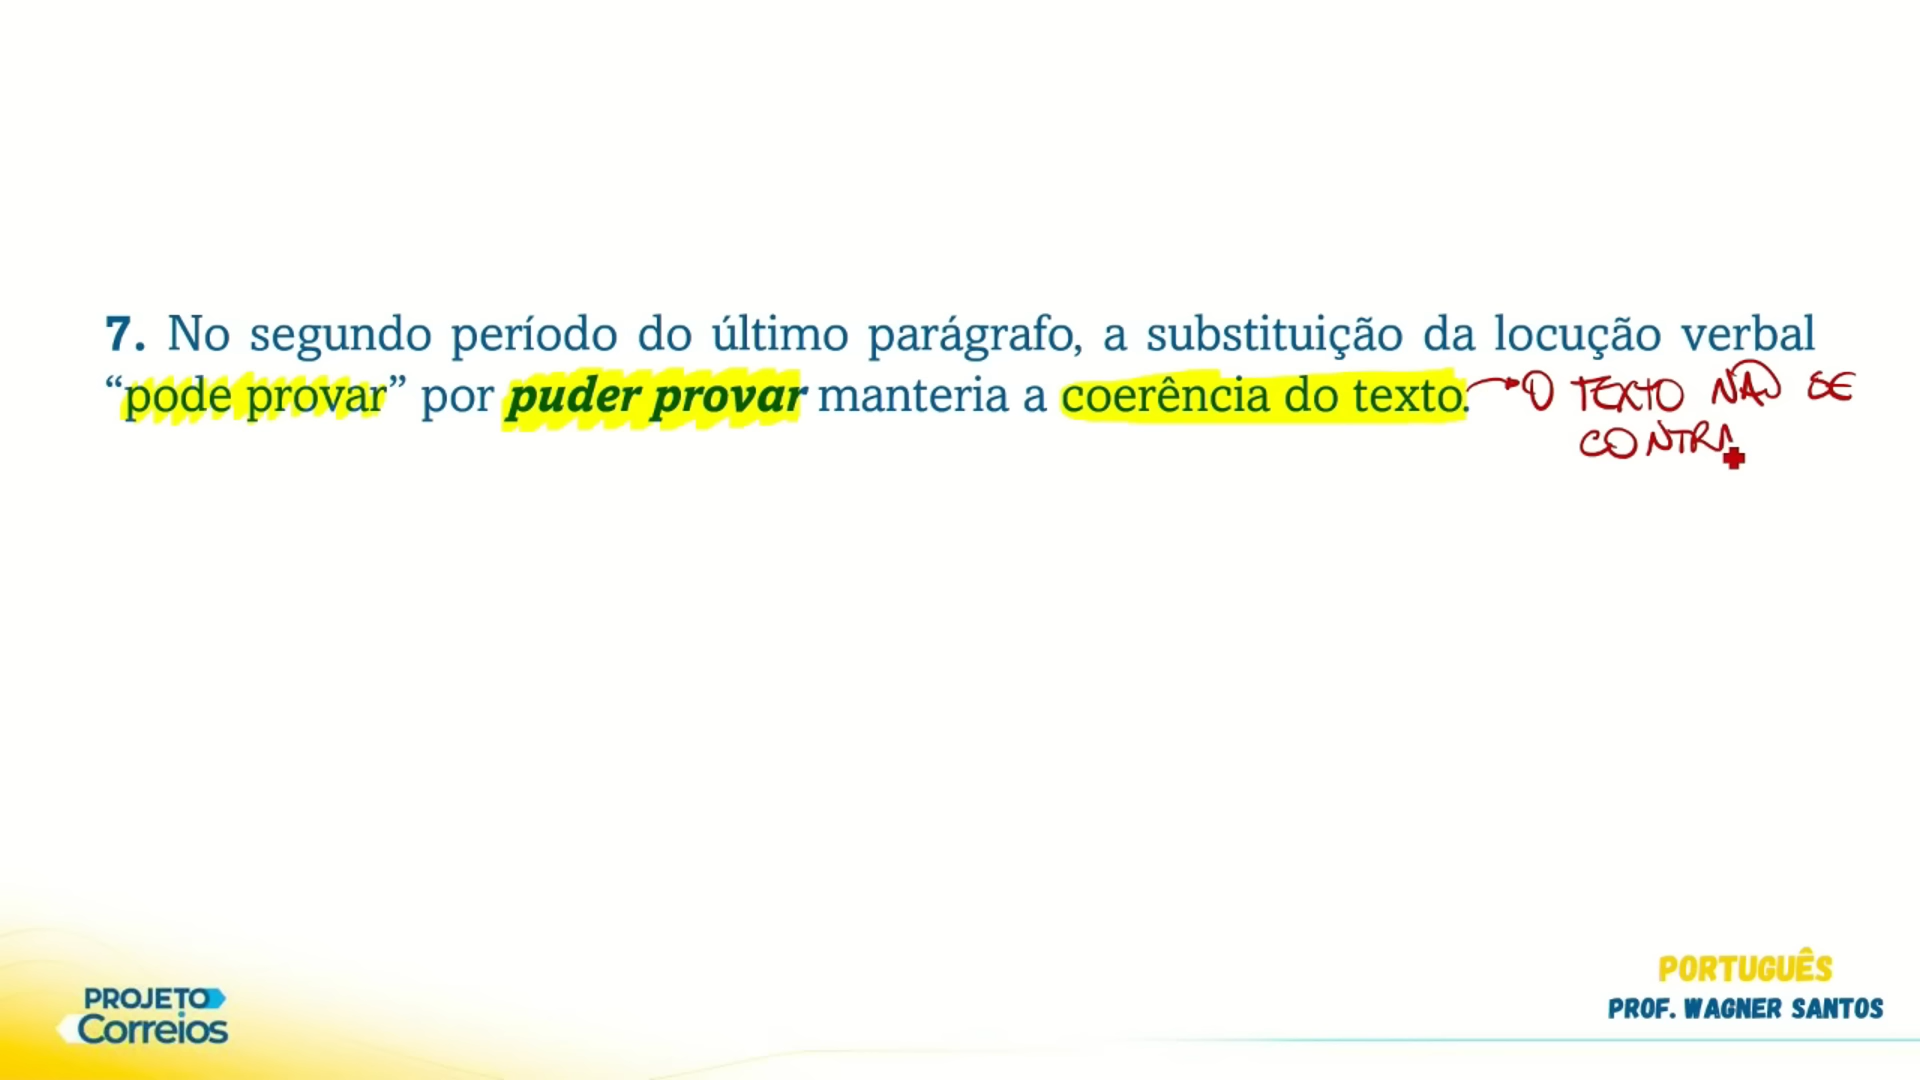 7. No segundo período do último parágrafo, a substituição da locução verbal
“pode provar” por puder provar manteria a coerência do texto. O TEXTO NÃO SE
CONTRA
PROJETO
Correios
PORTUGUÊS
PROF. WAGNER SANTOS